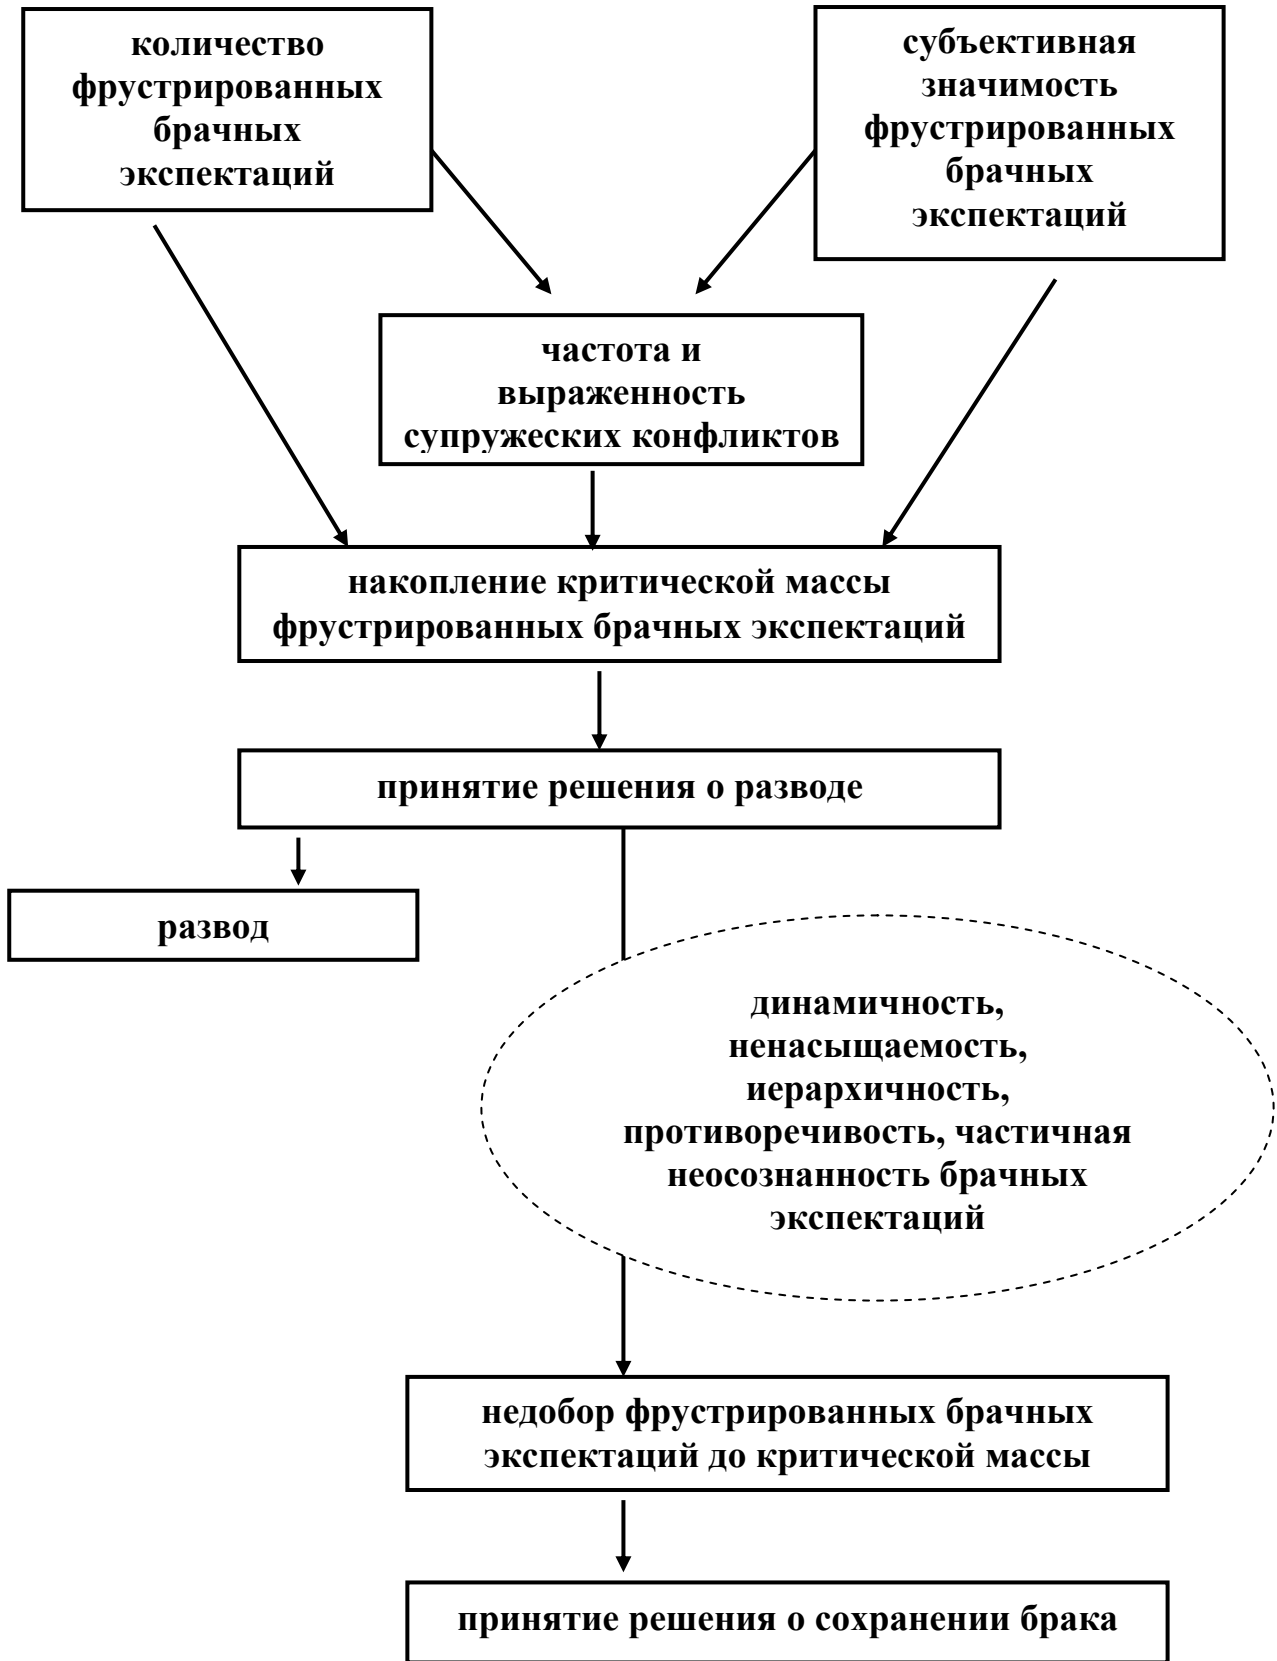 количество
фрустрированных
брачных
экспектаций
субъективная
значимость
фрустрированных
брачных
экспектаций
частота и
выраженность
супружеских конфликтов
накопление критической массы
фрустрированных брачных экспектаций
принятие решения о разводе
развод
динамичность,
ненасыщаемость,
иерархичность,
противоречивость, частичная
неосознанность брачных
экспектаций
недобор фрустрированных брачных
экспектаций до критической массы
принятие решения о сохранении брака